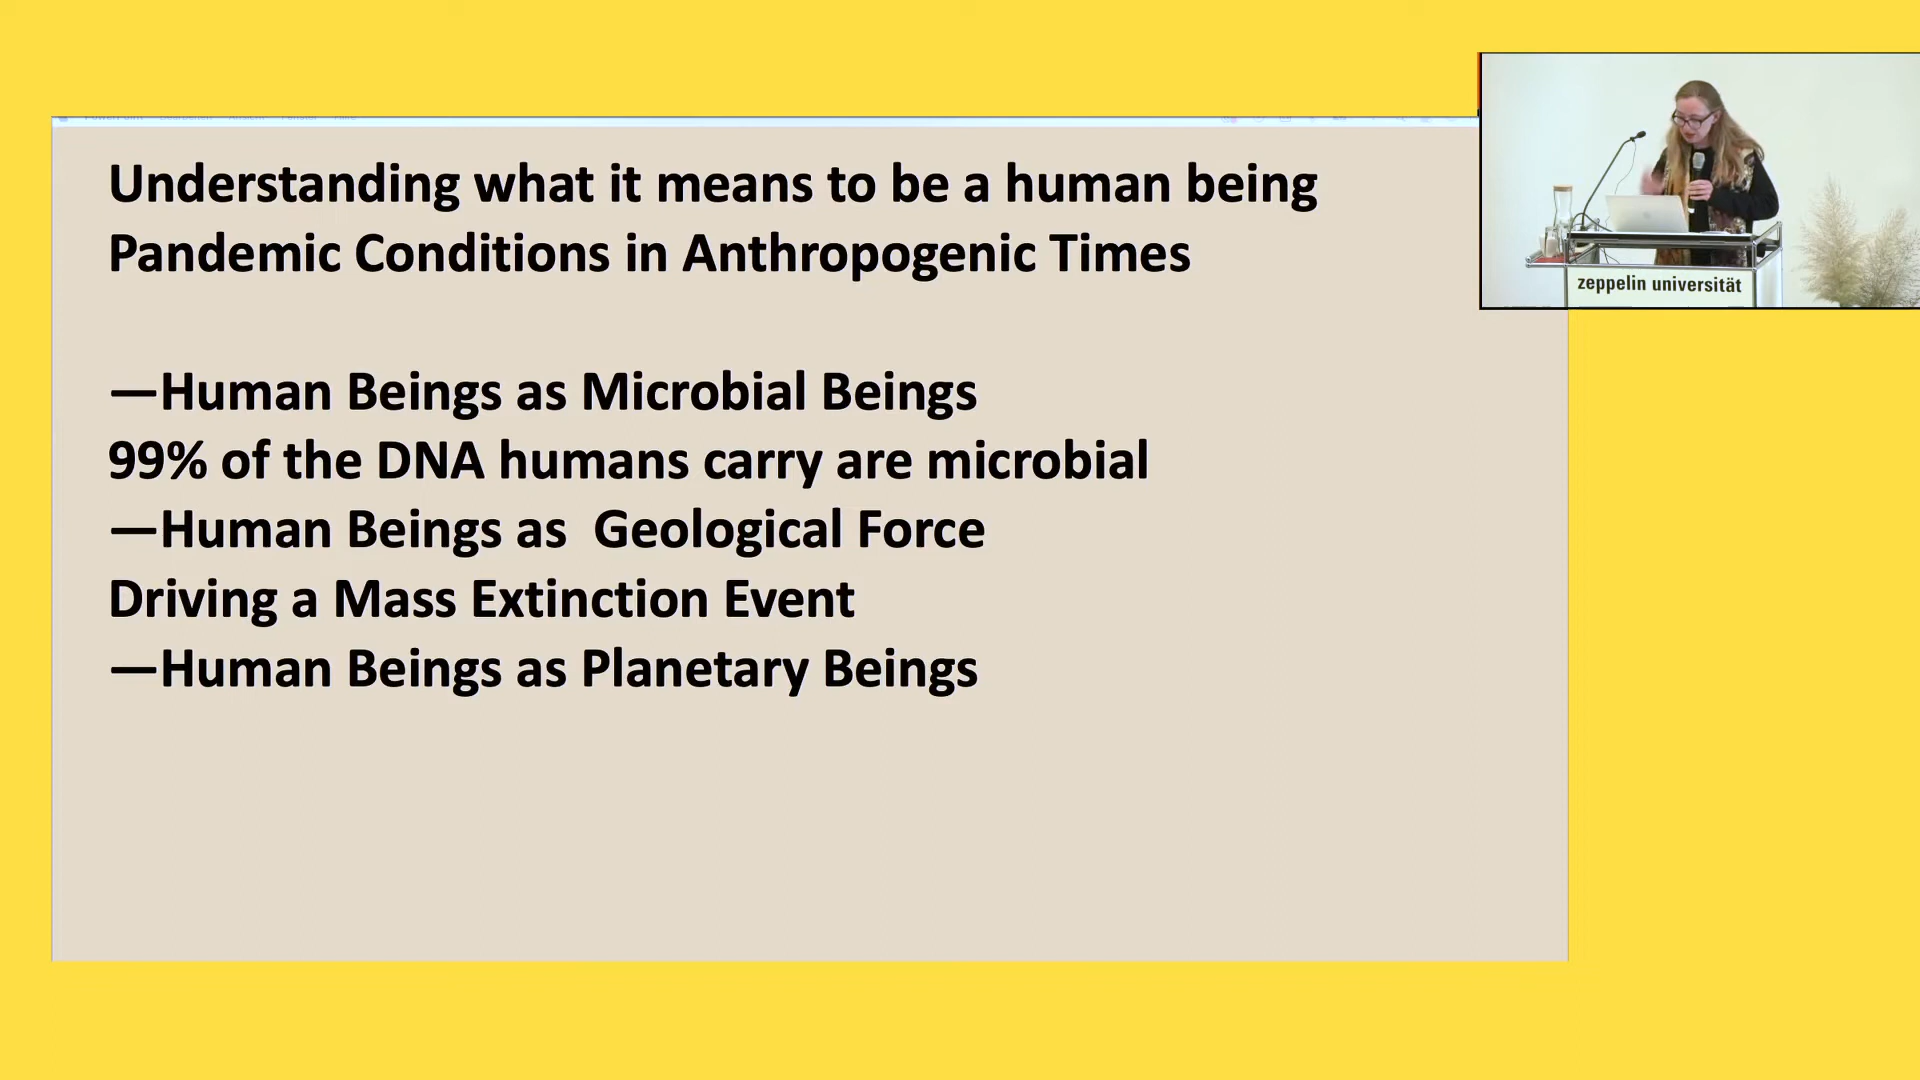 Understanding what it means to be a human being
Pandemic Conditions in Anthropogenic Times
—Human Beings as Microbial Beings
99% of the DNA humans carry are microbial
—Human Beings as  Geological Force
Driving a Mass Extinction Event
—Human Beings as Planetary Beings
zeppelin universität